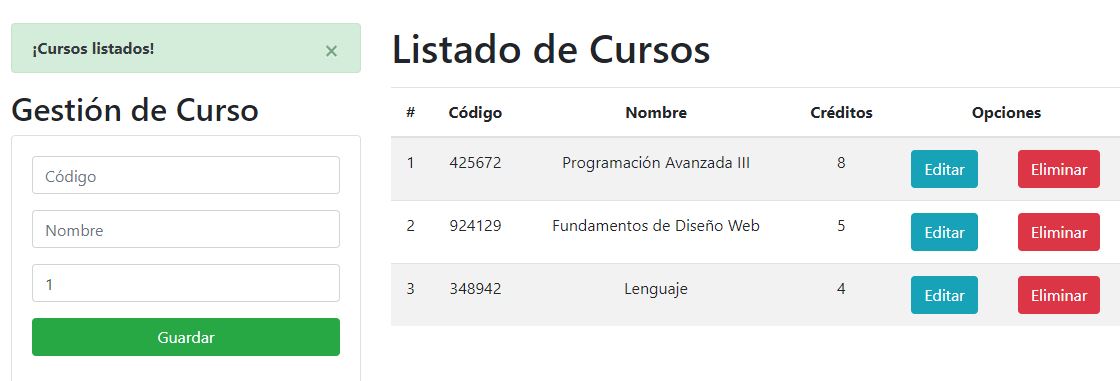 ¡Cursos listados! ×
Gestión de Curso
Código
Nombre
1
Guardar
Listado de Cursos
# Código Nombre Créditos Opciones
1 425672 Programación Avanzada III 8 Editar Eliminar
2 924129 Fundamentos de Diseño Web 5 Editar Eliminar
3 348942 Lenguaje 4 Editar Eliminar